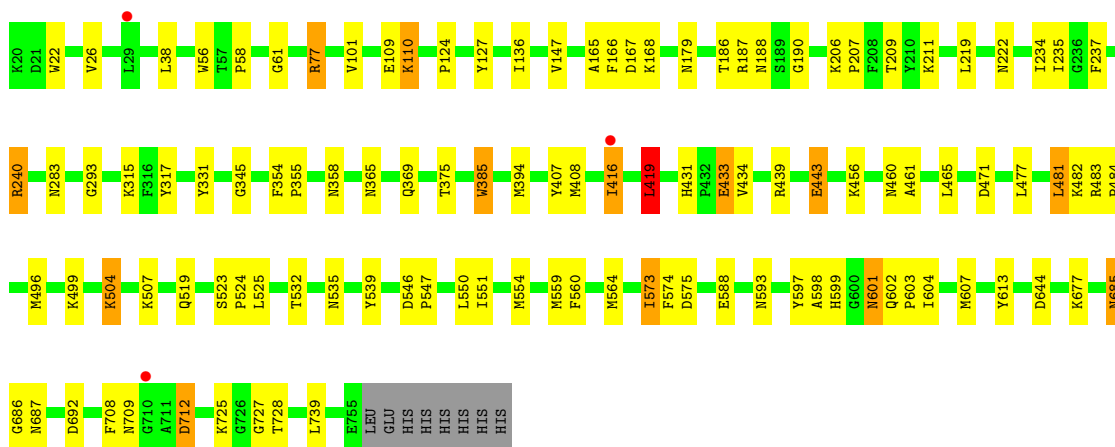 K20 D21 W22 V26 L29 L38 W56 T57 P58 G61 R77 V101 E109 K110 P124 Y127 I136 V147 A165 F166 D167 K168 N179 T186 R187 N188 S189 G190 K206 P207 F208 T209 Y210 K211 L219 N222 I234 I235 G236 F237
R240 N283 G293 K315 F316 Y317 Y331 G345 F354 P355 N358 N365 Q369 T375 W385 M394 Y407 M408 I416 L419 H431 P432 E433 V434 R439 E443 K456 N460 A461 L465 D471 L477 L481 K482 R483
M496 K499 K504 K507 Q519 S523 P524 L525 T532 N535 Y539 D546 P547 L550 I551 M554 M559 F560 M564 I573 F574 D575 E588 N593 Y597 A598 H599 G600 N601 Q602 P603 I604 M607 Y613 D644 K677
G686 N687 D692 F708 N709 G710 A711 D712 K725 G726 G727 T728 L739 E755 LEU GLU HIS HIS HIS HIS HIS HIS